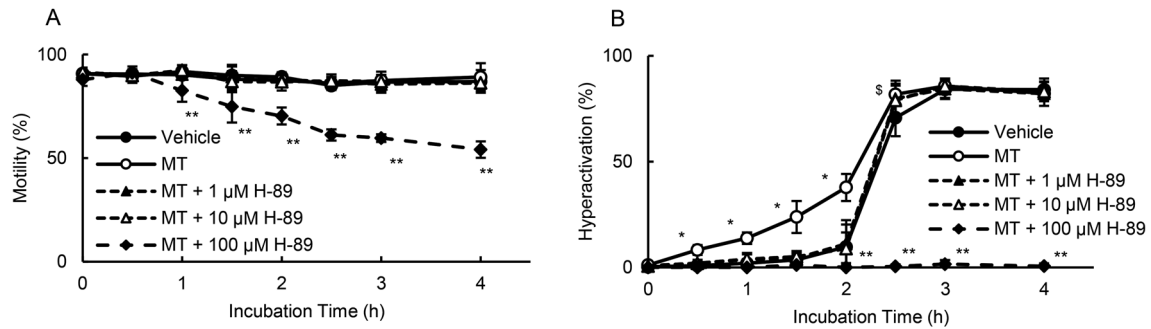 A
100
50
0
Motility (%)
Vehicle
MT
MT + 1 µM H-89
MT + 10 µM H-89
MT + 100 µM H-89
**
**
**
**
**
**
0
1
2
3
4
Incubation Time (h)
B
100
50
0
Hyperactivation (%)
*
*
*
*
$
Vehicle
MT
MT + 1 µM H-89
MT + 10 µM H-89
MT + 100 µM H-89
**
**
**
**
0
1
2
3
4
Incubation Time (h)